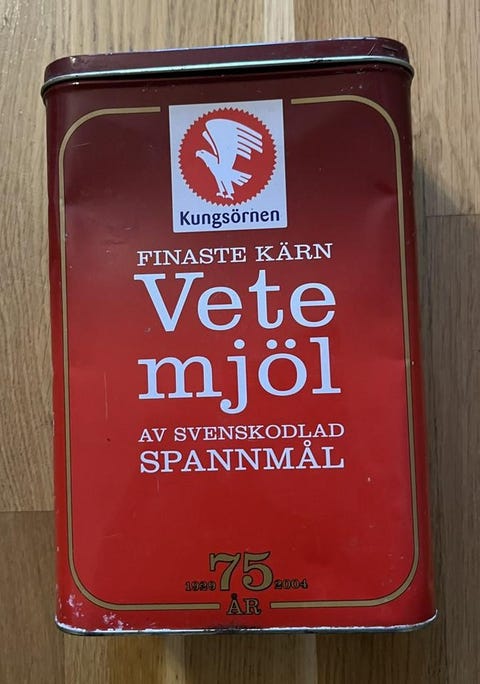 Kungsörnen
FINASTE KÄRN
Vete
mjöl
AV SVENSKODLAD
SPANNMÅL
1929 75 2004
ÅR